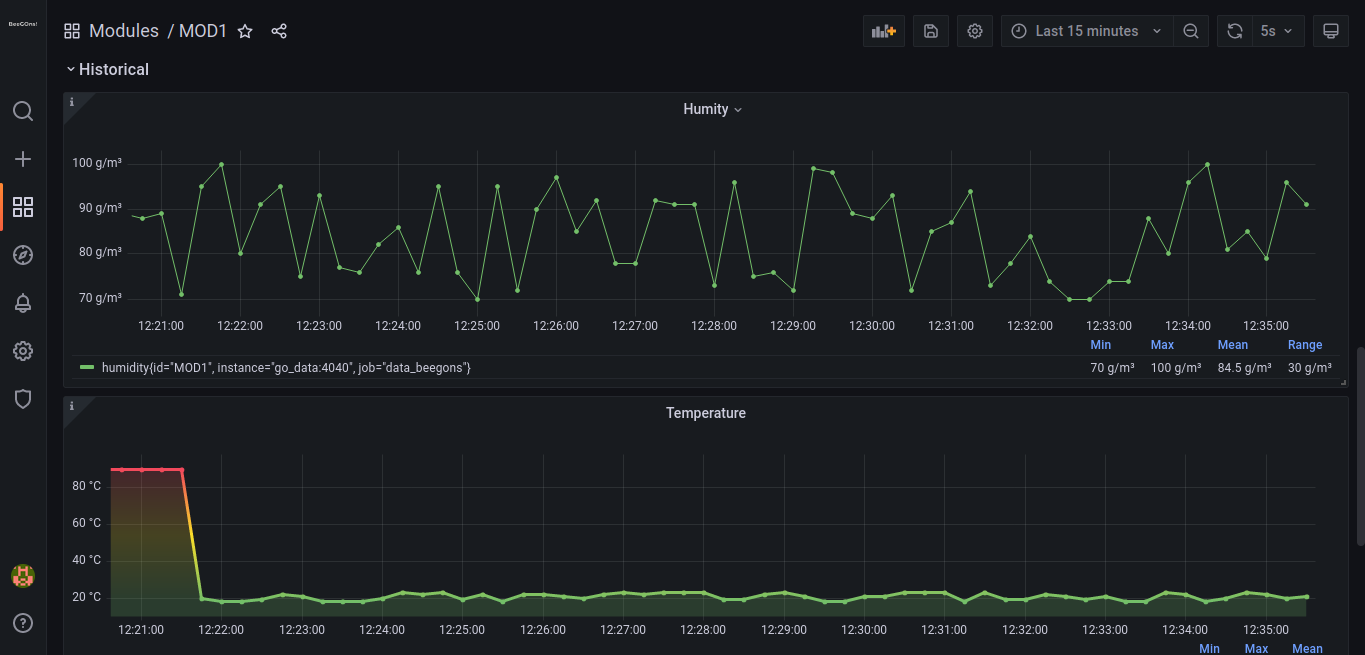 BeeGOns!
Modules / MOD1
Last 15 minutes
5s
Historical
i
Humity
100 g/m³
90 g/m³
80 g/m³
70 g/m³
12:21:00 12:22:00 12:23:00 12:24:00 12:25:00 12:26:00 12:27:00 12:28:00 12:29:00 12:30:00 12:31:00 12:32:00 12:33:00 12:34:00 12:35:00
Min Max Mean Range
humidity{id="MOD1", instance="go_data:4040", job="data_beegons"} 70 g/m³ 100 g/m³ 84.5 g/m³ 30 g/m³
i
Temperature
80 °C
60 °C
40 °C
20 °C
12:21:00 12:22:00 12:23:00 12:24:00 12:25:00 12:26:00 12:27:00 12:28:00 12:29:00 12:30:00 12:31:00 12:32:00 12:33:00 12:34:00 12:35:00
Min Max Mean